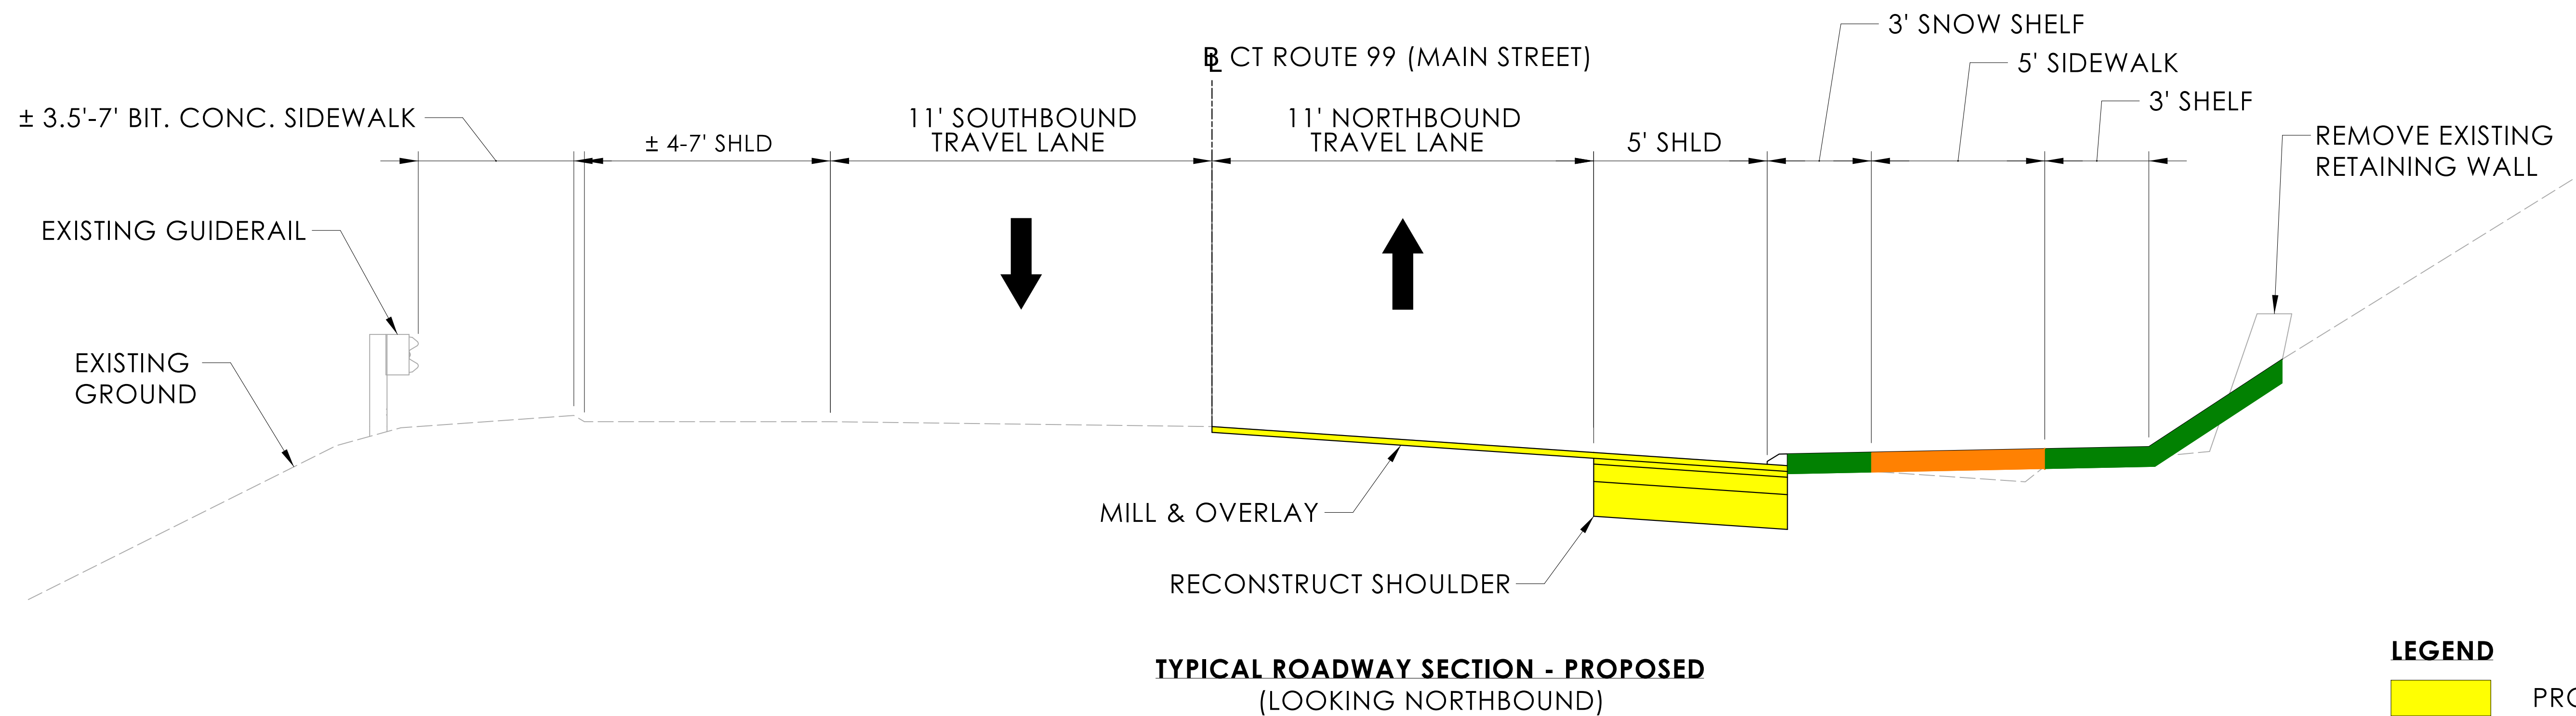 3' SNOW SHELF
B L CT ROUTE 99 (MAIN STREET)
5' SIDEWALK
3' SHELF
± 3.5'-7' BIT. CONC. SIDEWALK
± 4-7' SHLD
11' SOUTHBOUND
TRAVEL LANE
11' NORTHBOUND
TRAVEL LANE
5' SHLD
REMOVE EXISTING
RETAINING WALL
EXISTING GUIDERAIL
EXISTING
GROUND
MILL & OVERLAY
RECONSTRUCT SHOULDER
TYPICAL ROADWAY SECTION - PROPOSED
(LOOKING NORTHBOUND)
LEGEND